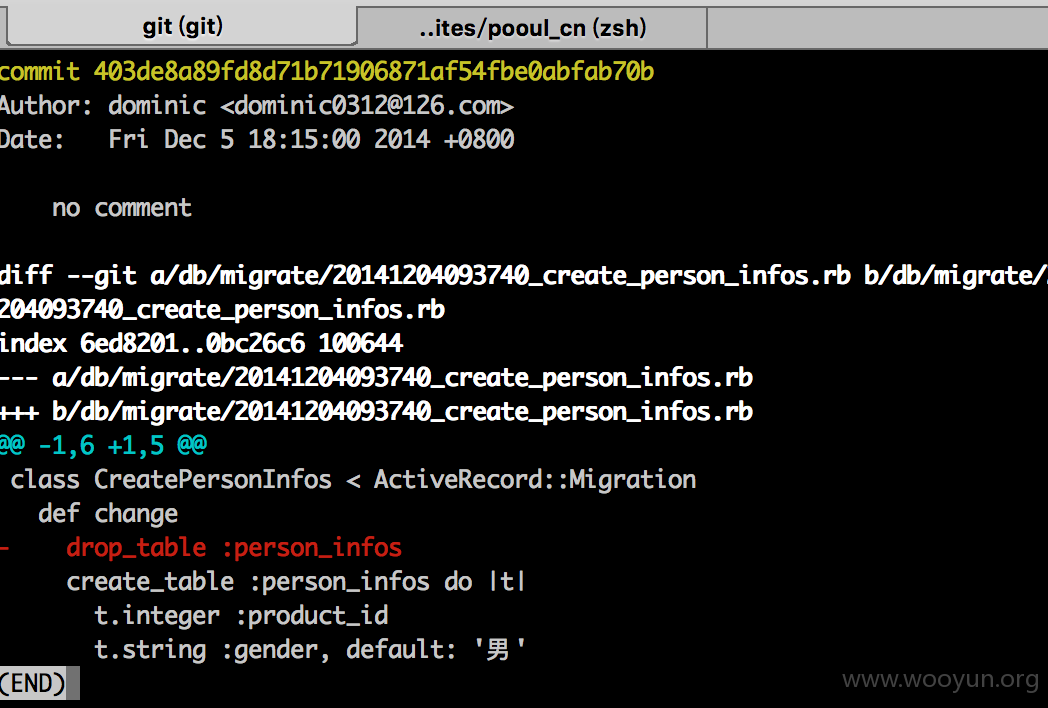 git (git)
..ites/pooul_cn (zsh)
commit 403de8a89fd8d71b71906871af54fbe0abfab70b
Author: dominic <dominic0312@126.com>
Date:   Fri Dec 5 18:15:00 2014 +0800
no comment
diff --git a/db/migrate/20141204093740_create_person_infos.rb b/db/migrate/
204093740_create_person_infos.rb
index 6ed8201..0bc26c6 100644
--- a/db/migrate/20141204093740_create_person_infos.rb
+++ b/db/migrate/20141204093740_create_person_infos.rb
@@ -1,6 +1,5 @@
 class CreatePersonInfos < ActiveRecord::Migration
   def change
-    drop_table :person_infos
     create_table :person_infos do |t|
       t.integer :product_id
       t.string :gender, default: '男'
(END)
www.wooyun.org